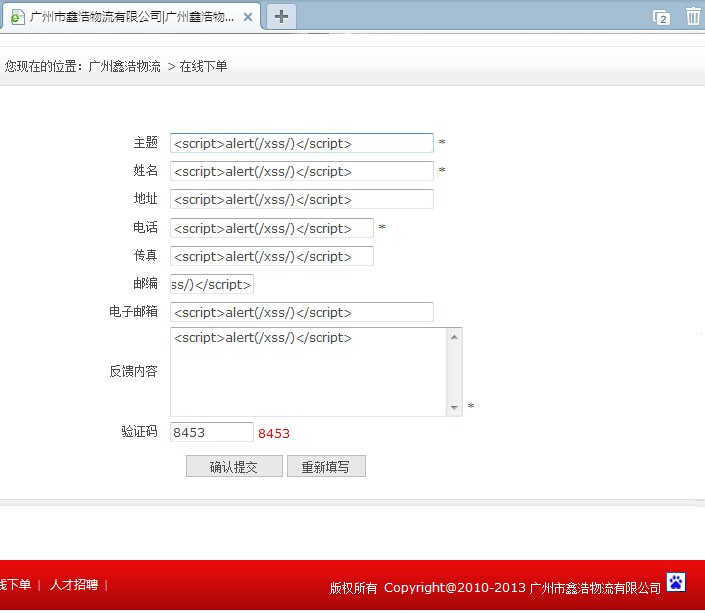 广州市鑫浩物流有限公司|广州鑫浩物...
2
您现在的位置：广州鑫浩物流 > 在线下单
主题 <script>alert(/xss/)</script> *
姓名 <script>alert(/xss/)</script> *
地址 <script>alert(/xss/)</script>
电话 <script>alert(/xss/)</script> *
传真 <script>alert(/xss/)</script>
邮编 ss/)</script>
电子邮箱 <script>alert(/xss/)</script>
<script>alert(/xss/)</script>
反馈内容
*
验证码 8453 8453
确认提交 重新填写
线下单 | 人才招聘 |
版权所有 Copyright@2010-2013 广州市鑫浩物流有限公司